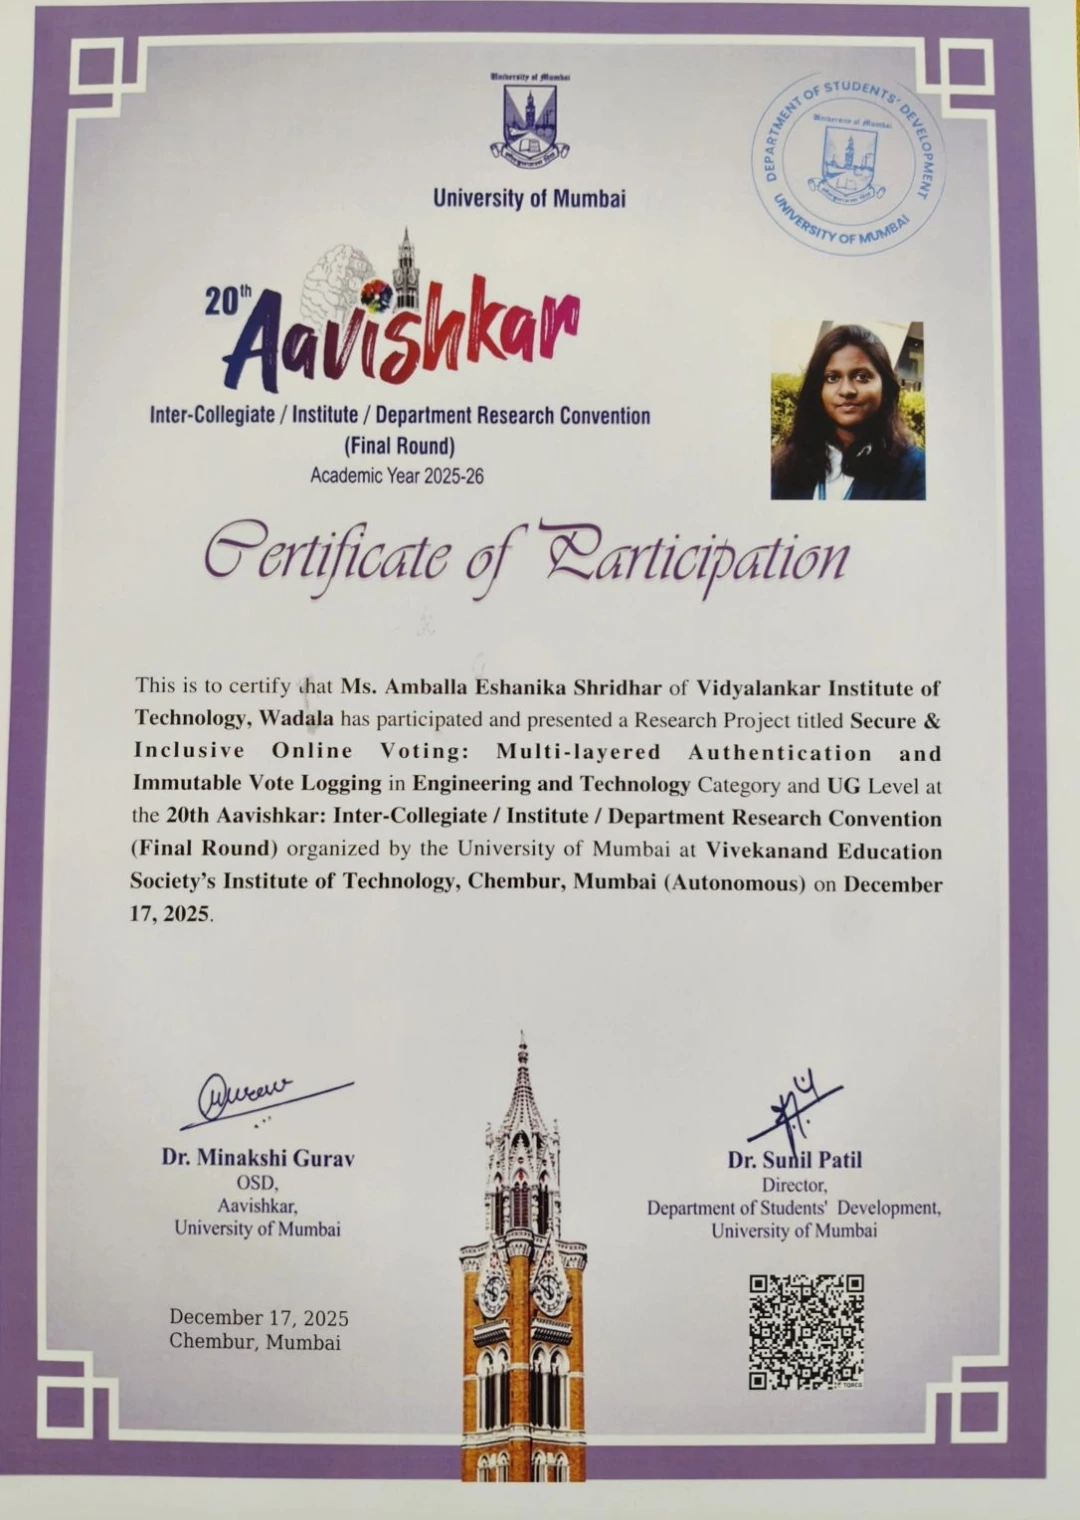 University of Mumbai
University of Mumbai
DEPARTMENT OF STUDENTS' DEVELOPMENT
University of Mumbai
UNIVERSITY OF MUMBAI
20th Aavishkar
Inter-Collegiate / Institute / Department Research Convention
(Final Round)
Academic Year 2025-26
Certificate of Participation
This is to certify that Ms. Amballa Eshanika Shridhar of Vidyalankar Institute of
Technology, Wadala has participated and presented a Research Project titled Secure &
Inclusive Online Voting: Multi-layered Authentication and
Immutable Vote Logging in Engineering and Technology Category and UG Level at
the 20th Aavishkar: Inter-Collegiate / Institute / Department Research Convention
(Final Round) organized by the University of Mumbai at Vivekanand Education
Society’s Institute of Technology, Chembur, Mumbai (Autonomous) on December
17, 2025.
Dr. Minakshi Gurav
OSD,
Aavishkar,
University of Mumbai
Dr. Sunil Patil
Director,
Department of Students' Development,
University of Mumbai
December 17, 2025
Chembur, Mumbai